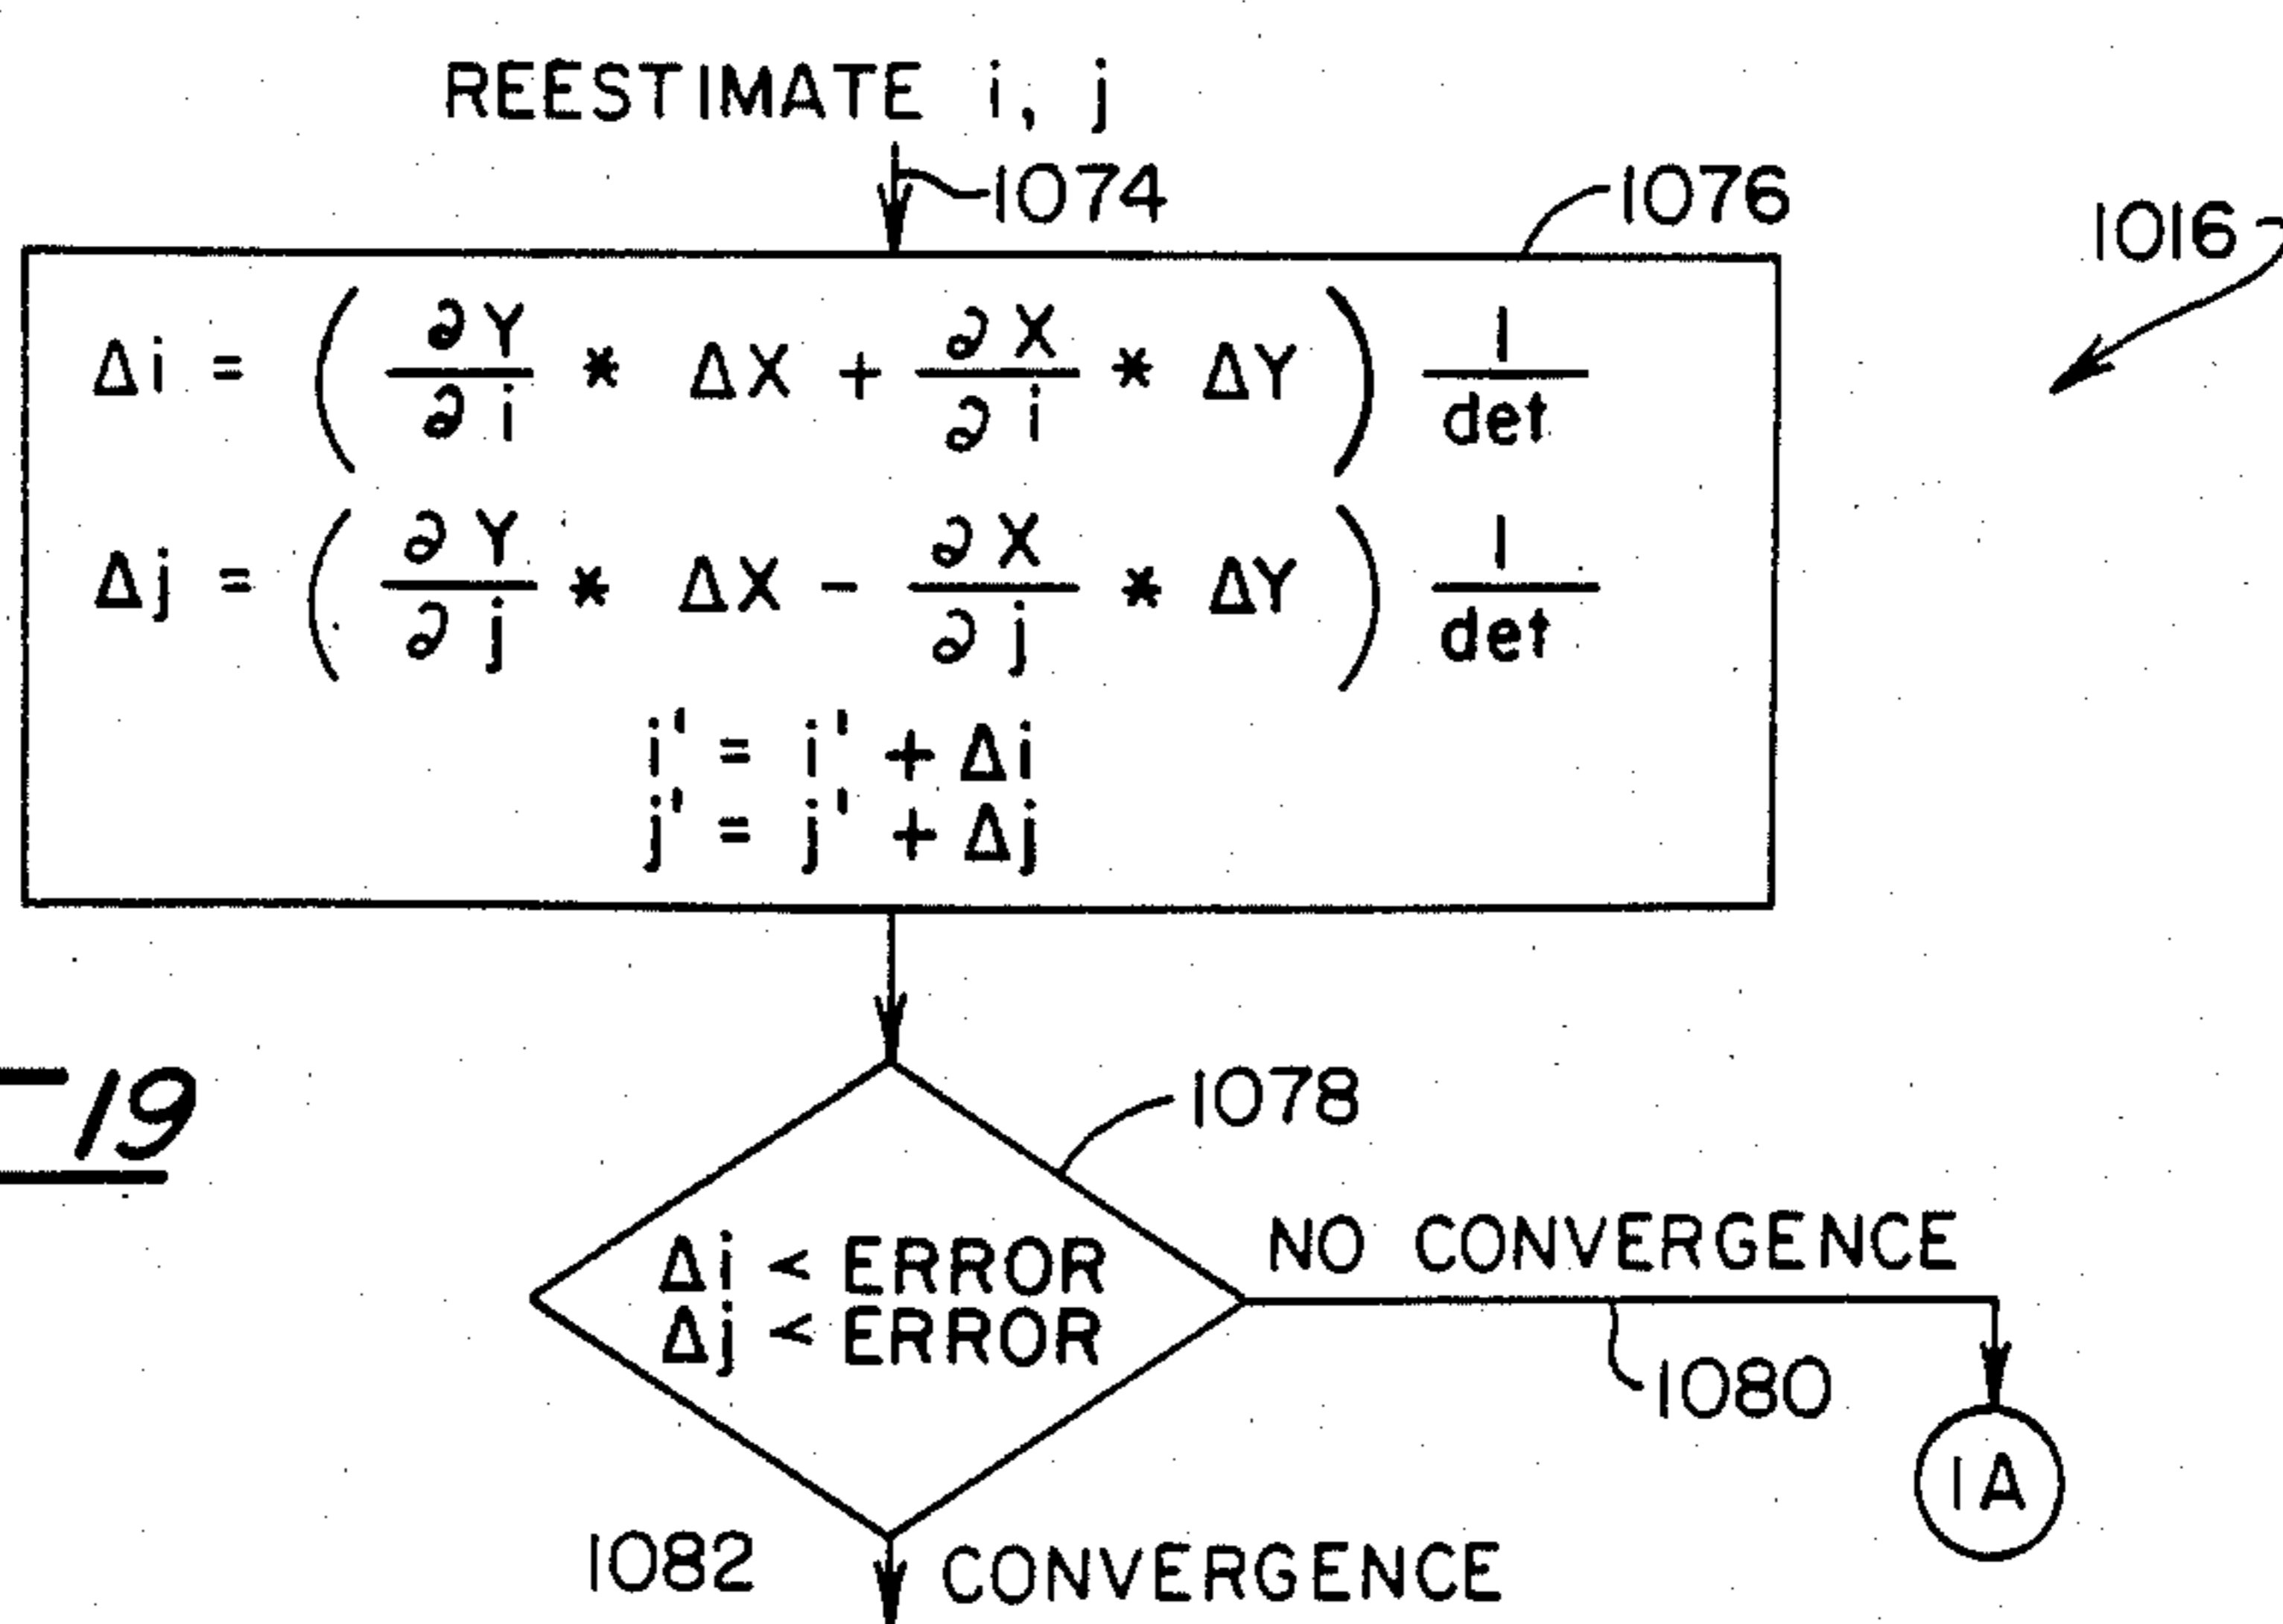 REESTIMATE i, j
1074
1076
1016
Δi = ( ∂Y/∂i * ΔX + ∂X/∂i * ΔY ) 1/det
Δj = ( ∂Y/∂j * ΔX - ∂X/∂j * ΔY ) 1/det
i' = i' + Δi
j' = j' + Δj
19
1078
Δi < ERROR
Δj < ERROR
NO CONVERGENCE
1080
1A
1082
CONVERGENCE